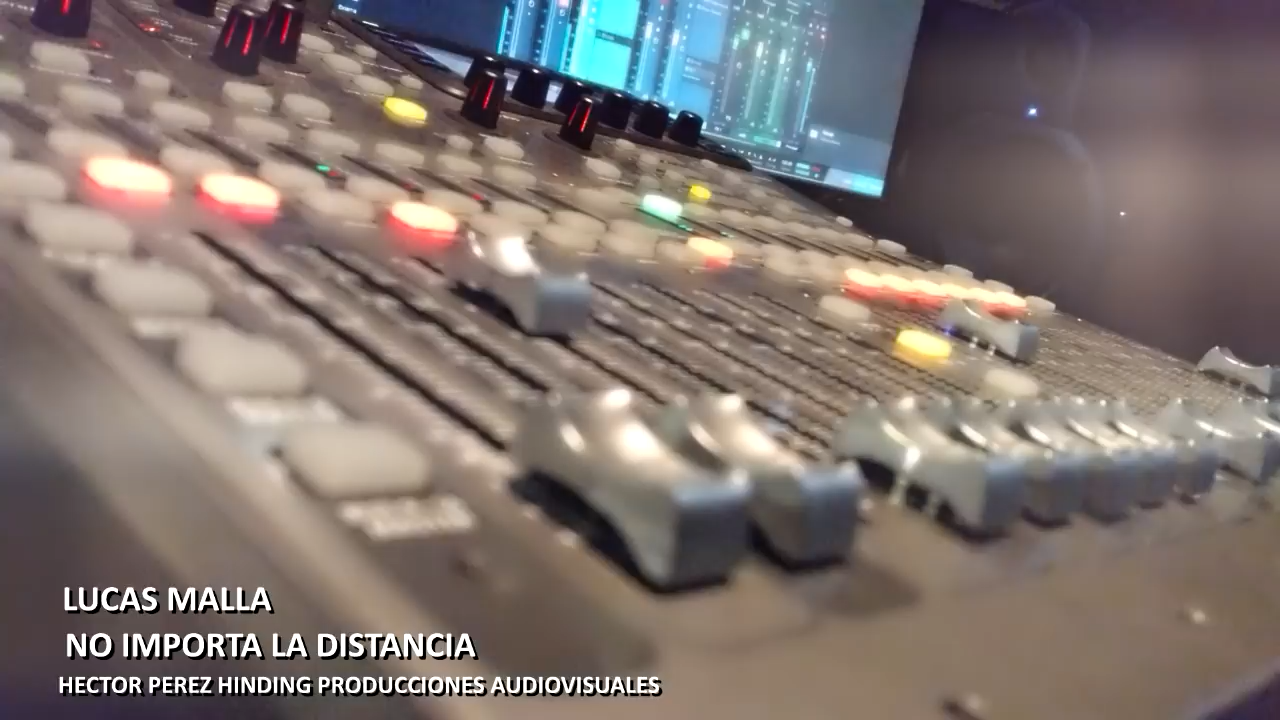 LUCAS MALLA
NO IMPORTA LA DISTANCIA
HECTOR PEREZ HINDING PRODUCCIONES AUDIOVISUALES